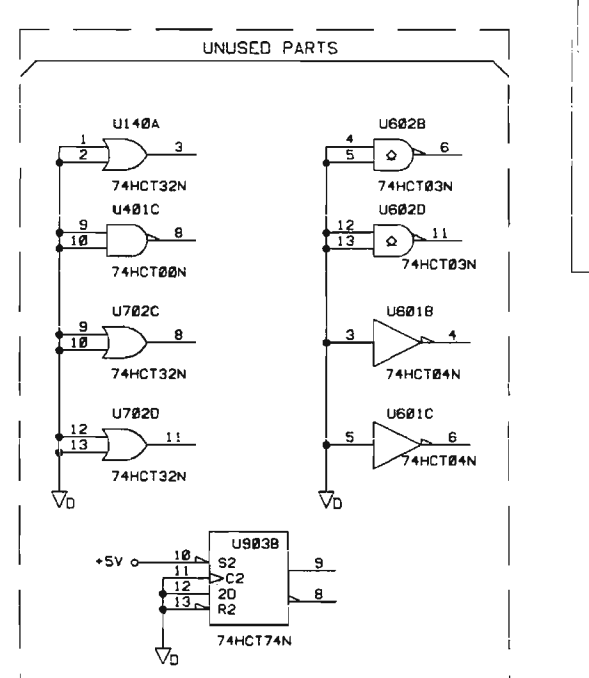 UNUSED PARTS
U140A
1
2
3
74HCT32N
U401C
9
10
8
74HCT00N
U702C
9
10
8
74HCT32N
U702D
12
13
11
74HCT32N
D
U602B
4
5
6
74HCT03N
U602D
12
13
11
74HCT03N
U601B
3
4
74HCT04N
U601C
5
6
74HCT04N
D
U903B
+5V
10 S2
11 C2
12 2D
13 R2
9
8
74HCT74N
D